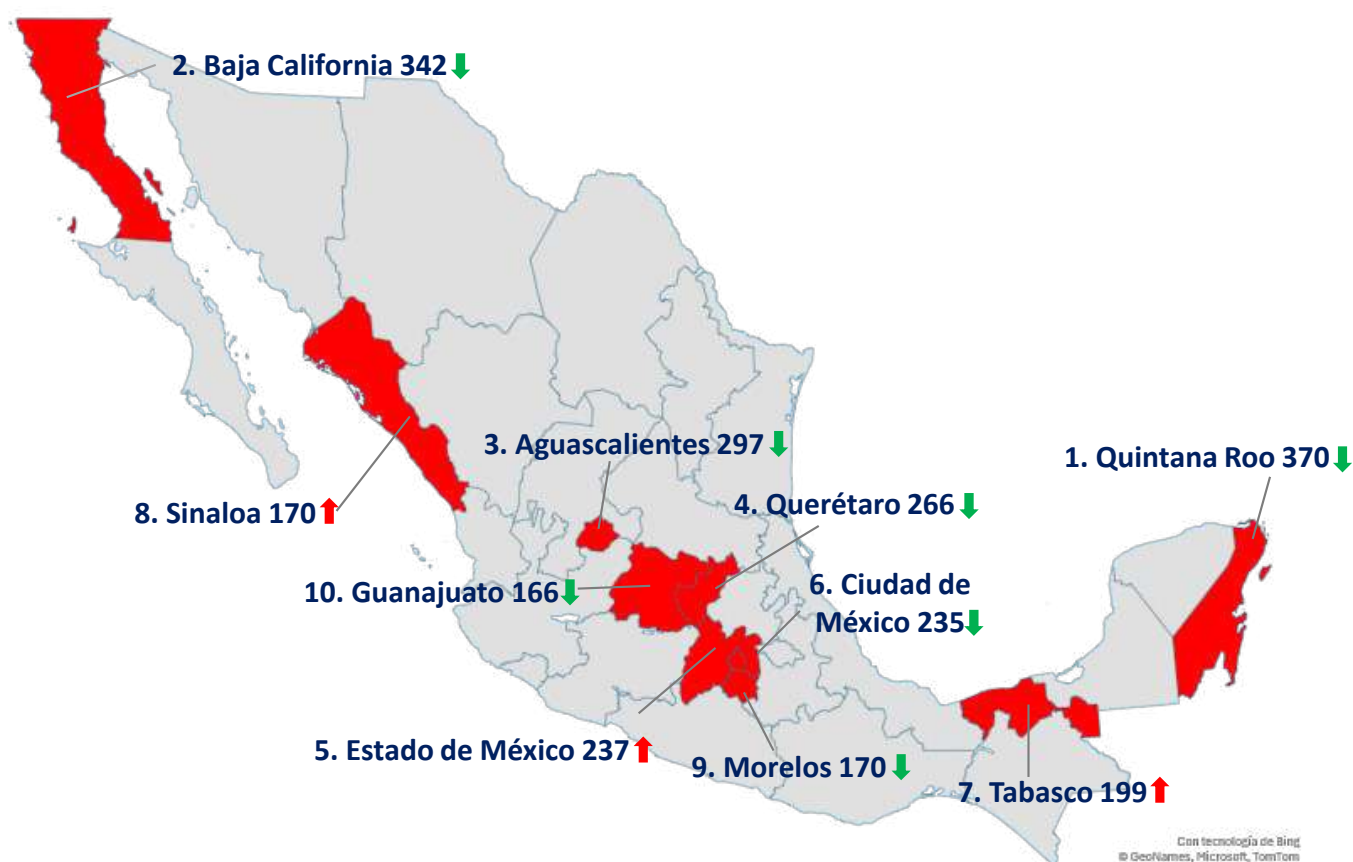 2. Baja California 342
3. Aguascalientes 297
1. Quintana Roo 370
4. Querétaro 266
8. Sinaloa 170
10. Guanajuato 166
6. Ciudad de
México 235
5. Estado de México 237
9. Morelos 170
7. Tabasco 199
Con tecnología de Bing
© GeoNames, Microsoft, TomTom